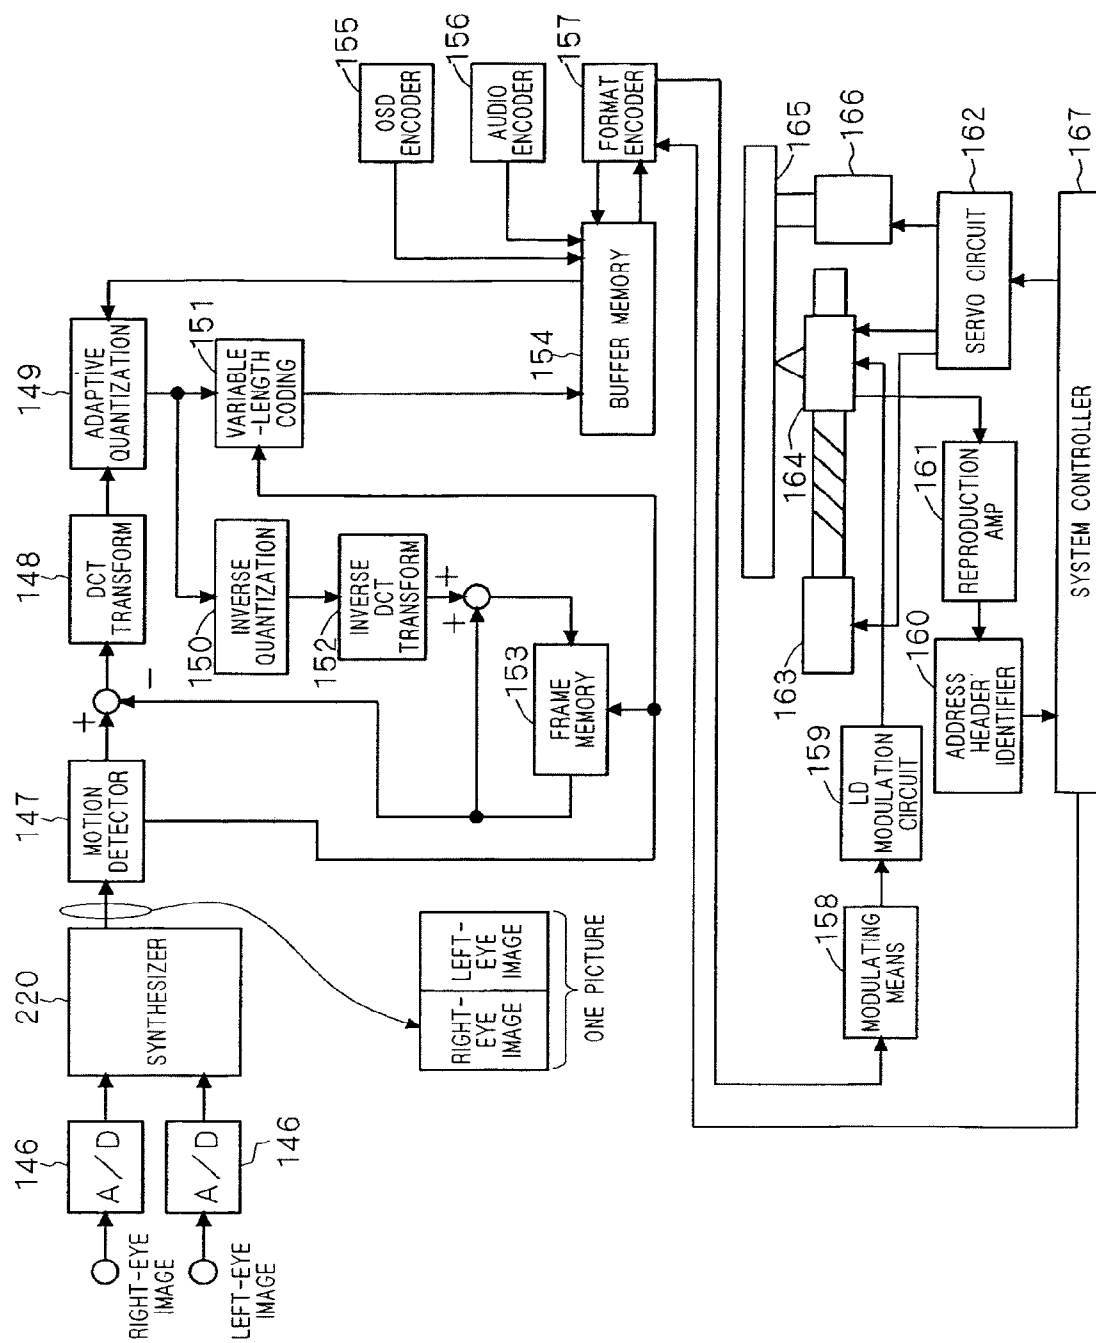 RIGHT-EYE
IMAGE
LEFT-EYE
IMAGE
146
A/D
146
A/D
220
SYNTHESIZER
RIGHT-
EYE
IMAGE
LEFT-
EYE
IMAGE
ONE PICTURE
147
MOTION
DETECTOR
+
-
148
DCT
TRANSFORM
149
ADAPTIVE
QUANTIZATION
150
INVERSE
QUANTIZATION
151
VARIABLE
-LENGTH
CODING
152
INVERSE
DCT
TRANSFORM
+
+
153
FRAME
MEMORY
154
BUFFER MEMORY
155
OSD
ENCODER
156
AUDIO
ENCODER
157
FORMAT
ENCODER
158
MODULATING
MEANS
159
LD
MODULATION
CIRCUIT
163
164
165
166
160
ADDRESS
HEADER
IDENTIFIER
161
REPRODUCTION
AMP
162
SERVO CIRCUIT
167
SYSTEM CONTROLLER